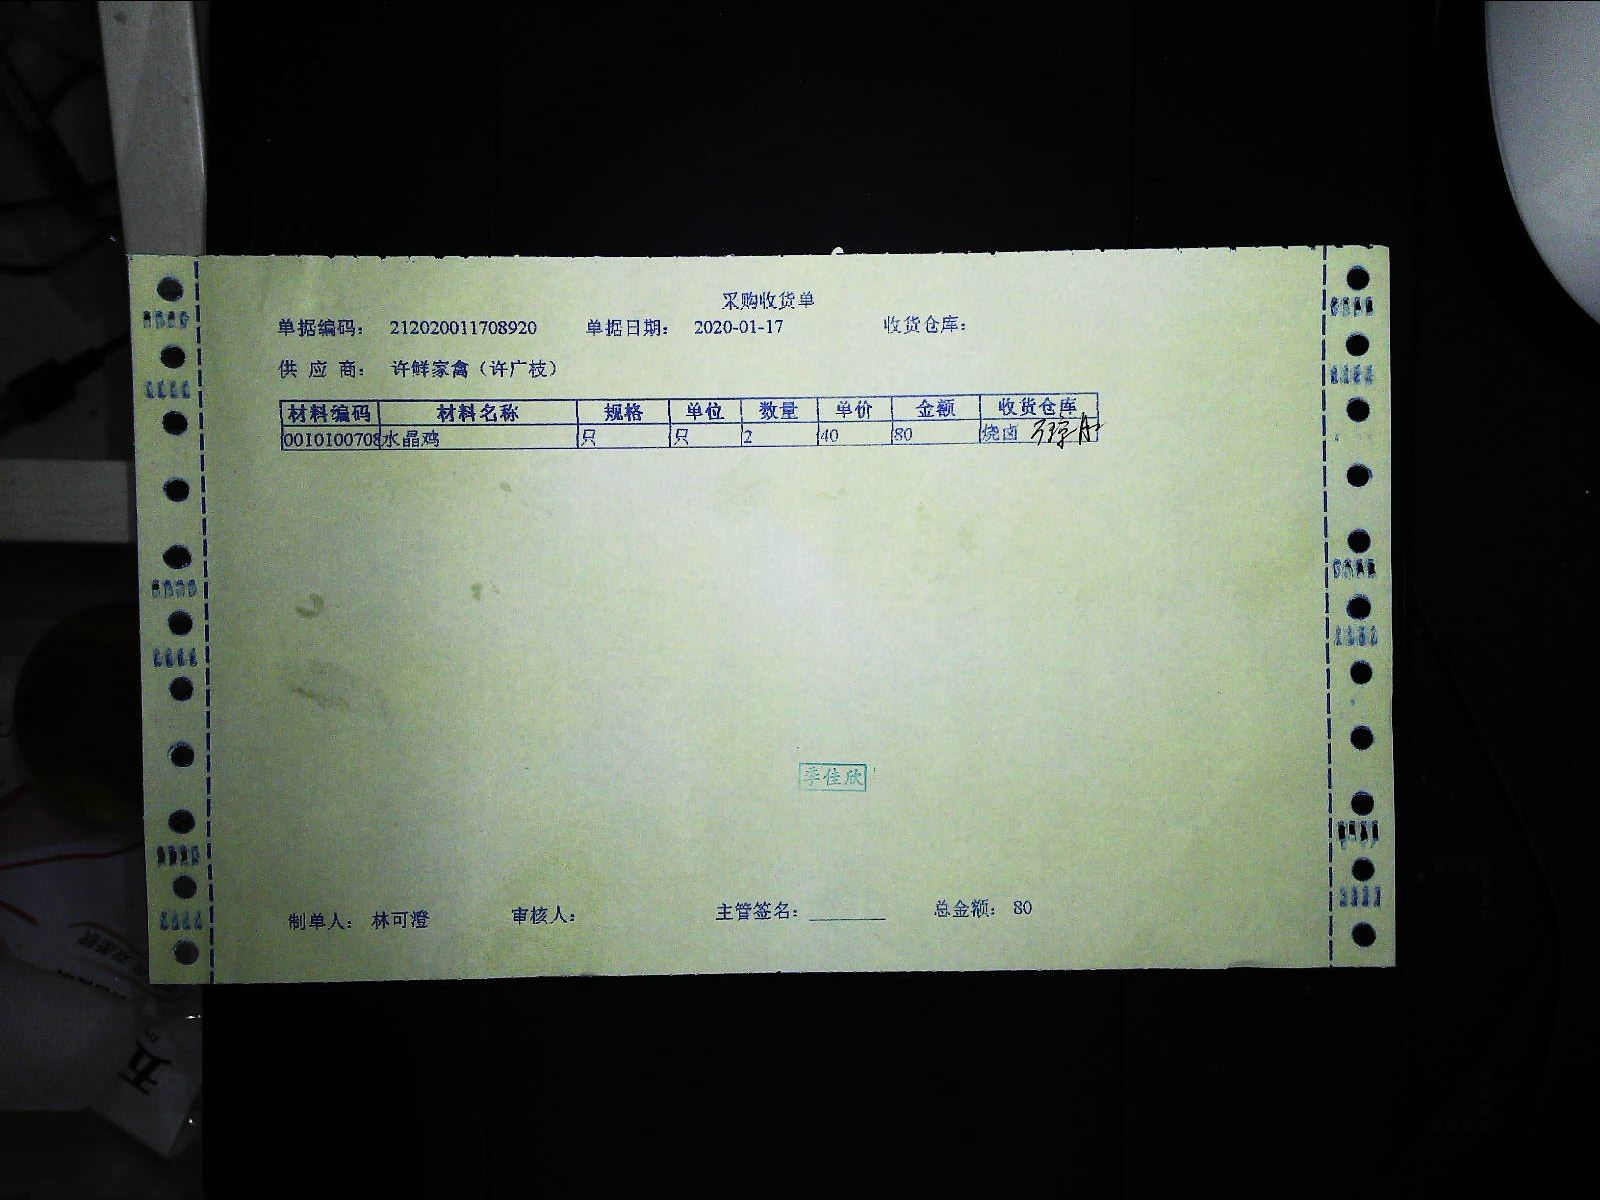 采购收货单
单据编码： 212020011708920 单据日期： 2020-01-17 收货仓库：
供 应 商： 许鲜家禽（许广枝）
材料编码 材料名称 规格 单位 数量 单价 金额 收货仓库
0010100708 水晶鸡 只 只 2 40 80 烧卤
季佳欣
制单人： 林可澄 审核人： 主管签名： 总金额： 80
五